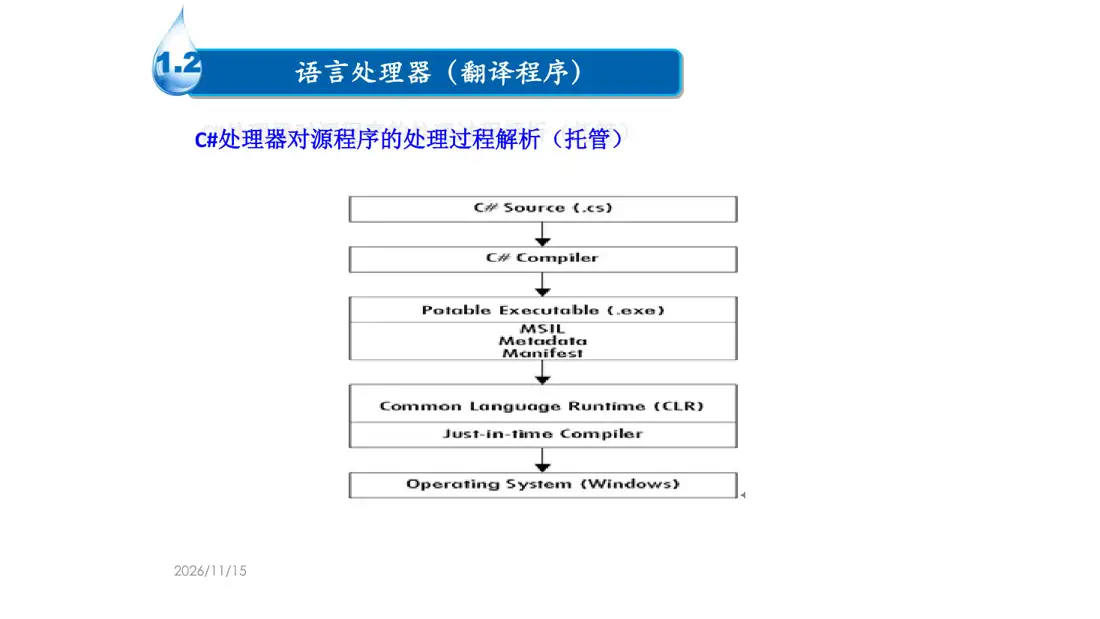 1.2
语言处理器（翻译程序）
C#处理器对源程序的处理过程解析（托管）
C# Source (.cs)
C# Compiler
Potable Executable (.exe)
MSIL
Metadata
Manifest
Common Language Runtime (CLR)
Just-in-time Compiler
Operating System (Windows)
2026/11/15